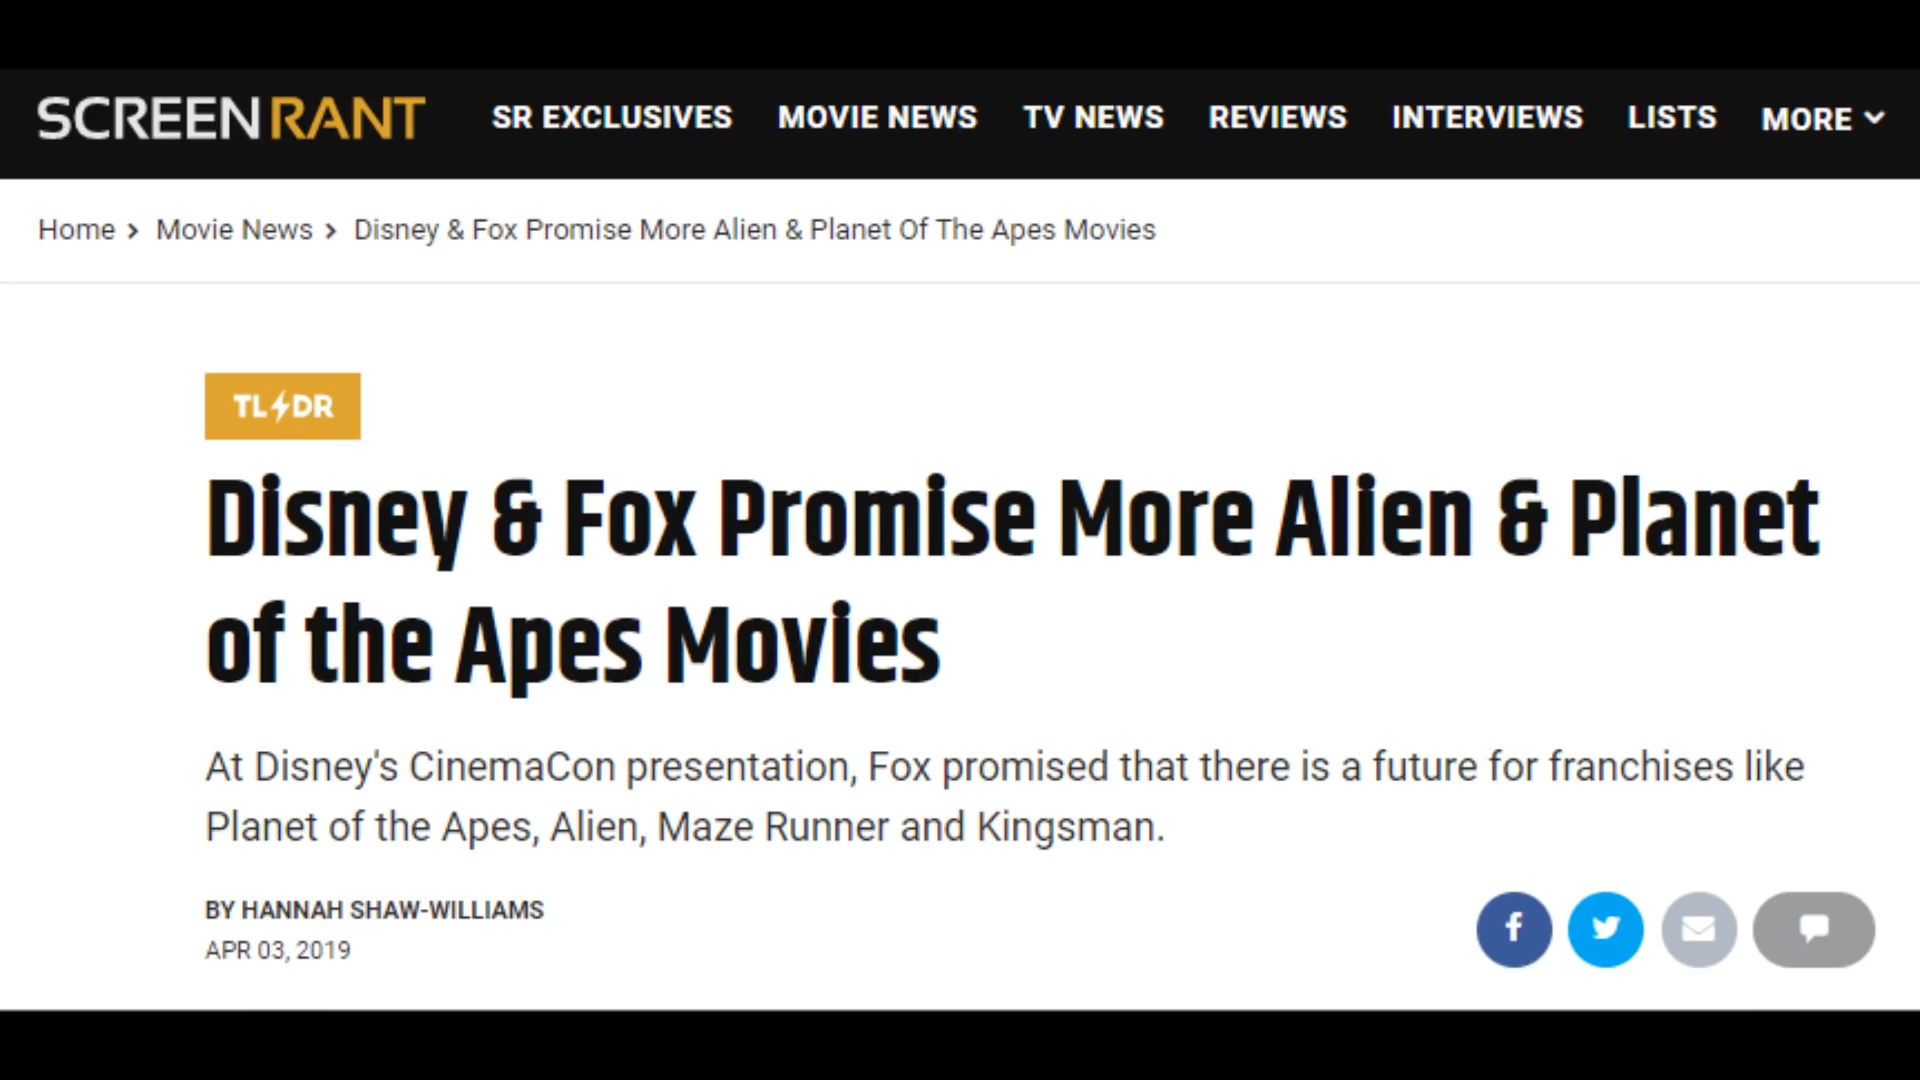 SCREENRANT SR EXCLUSIVES MOVIE NEWS TV NEWS REVIEWS INTERVIEWS LISTS MORE
Home › Movie News › Disney & Fox Promise More Alien & Planet Of The Apes Movies
TL DR
Disney & Fox Promise More Alien & Planet
of the Apes Movies
At Disney's CinemaCon presentation, Fox promised that there is a future for franchises like
Planet of the Apes, Alien, Maze Runner and Kingsman.
BY HANNAH SHAW-WILLIAMS
APR 03, 2019